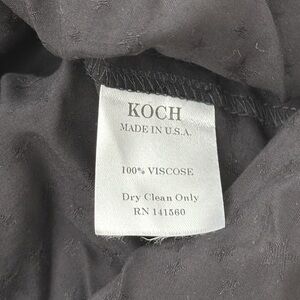 KOCH
MADE IN U.S.A.
100% VISCOSE
Dry Clean Only
RN 141560